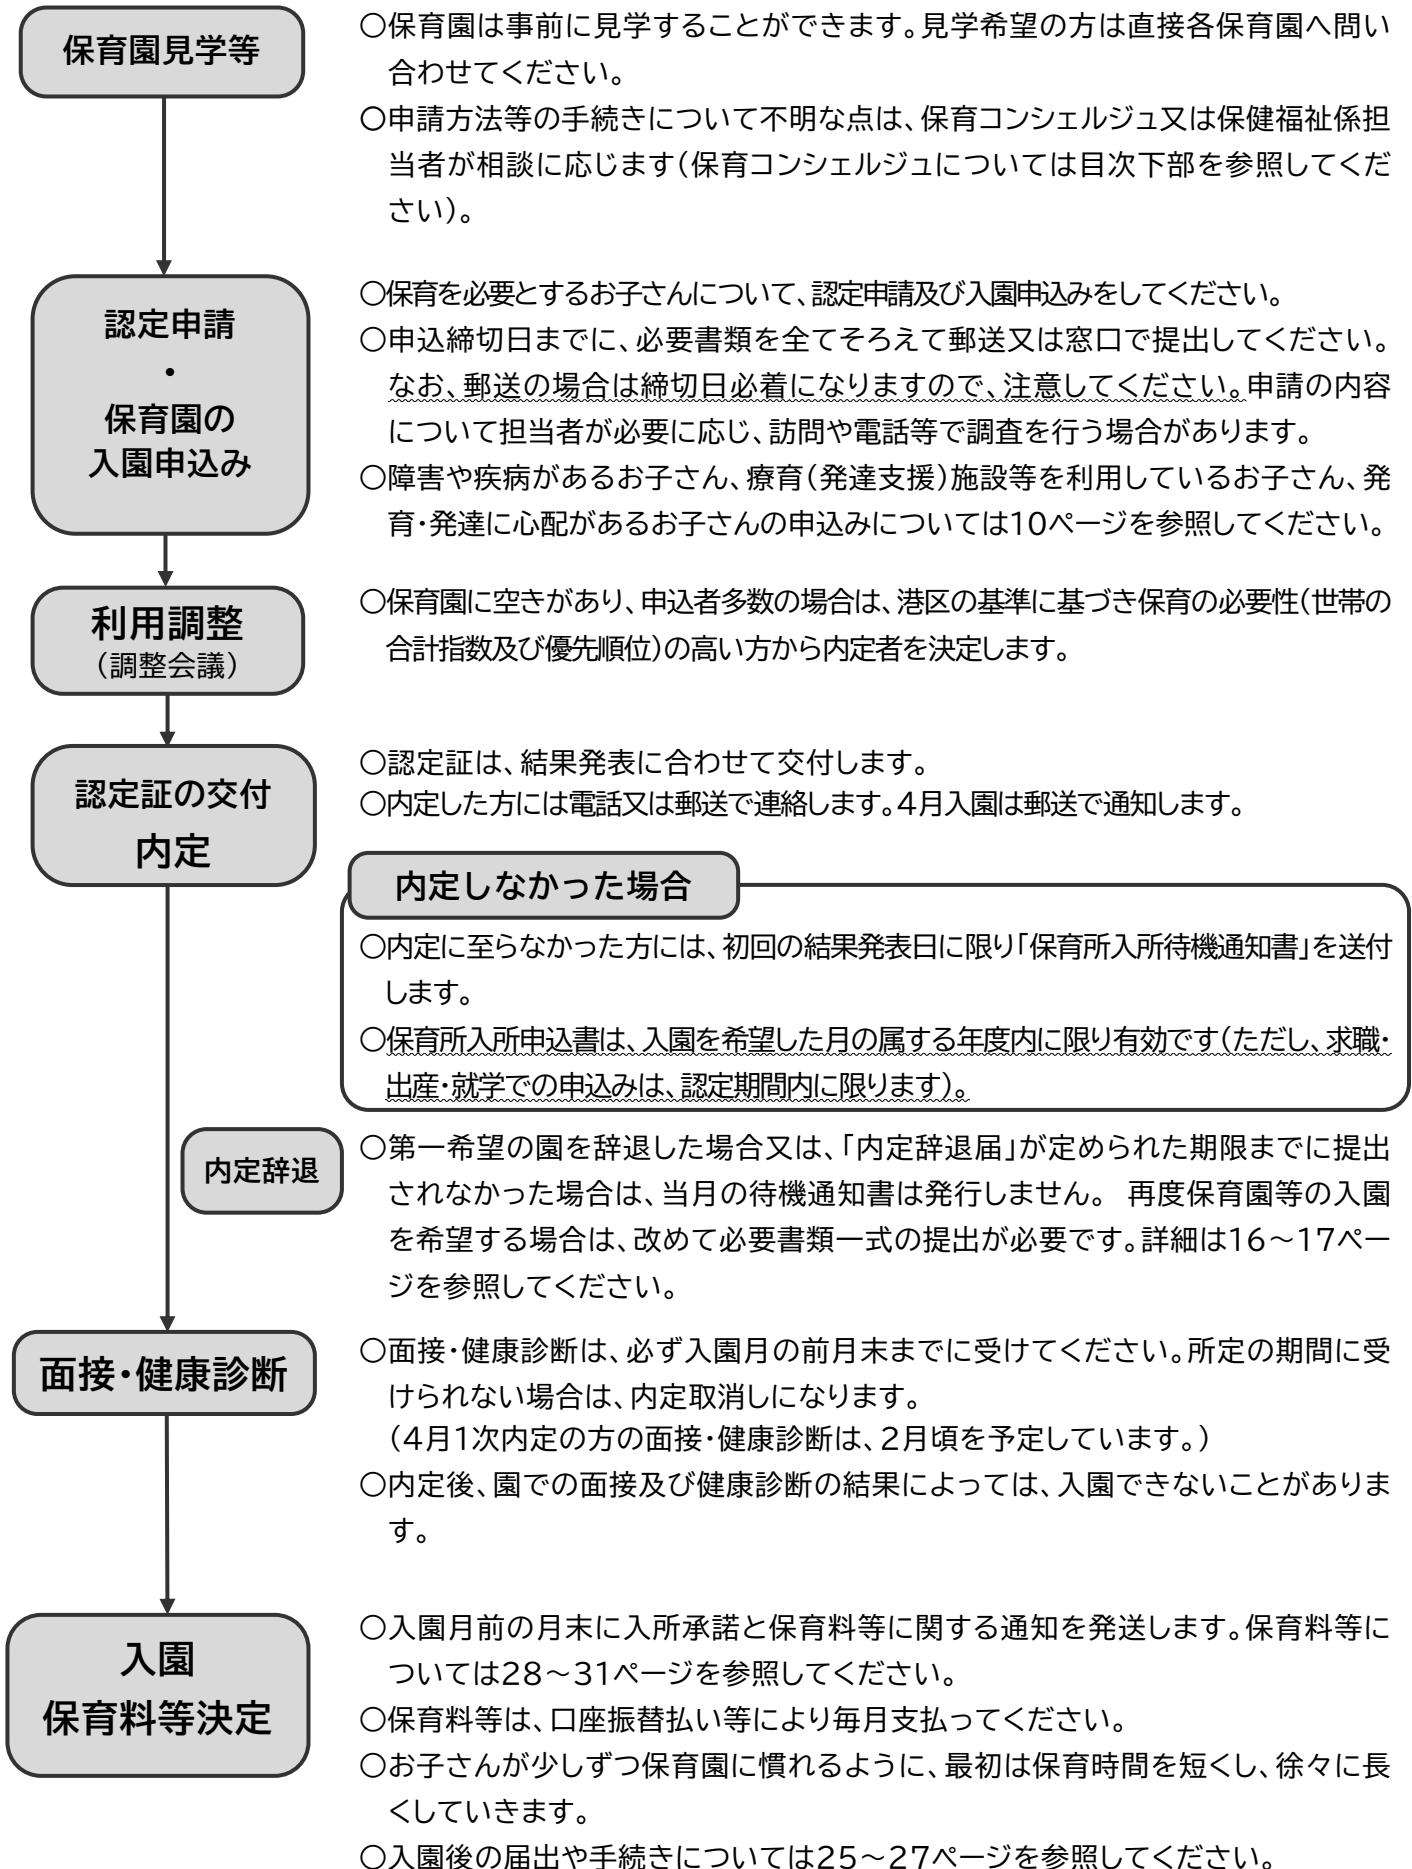 保育園見学等
〇保育園は事前に見学することができます。見学希望の方は直接各保育園へ問い
合わせてください。
〇申請方法等の手続きについて不明な点は、保育コンシェルジュ又は保健福祉係担
当者が相談に応じます(保育コンシェルジュについては目次下部を参照してくだ
さい)。
認定申請
・
保育園の
入園申込み
〇保育を必要とするお子さんについて、認定申請及び入園申込みをしてください。
〇申込締切日までに、必要書類を全てそろえて郵送又は窓口で提出してください。
なお、郵送の場合は締切日必着になりますので、注意してください。申請の内容
について担当者が必要に応じ、訪問や電話等で調査を行う場合があります。
〇障害や疾病があるお子さん、療育(発達支援)施設等を利用しているお子さん、発
育・発達に心配があるお子さんの申込みについては10ページを参照してください。
利用調整
(調整会議)
〇保育園に空きがあり、申込者多数の場合は、港区の基準に基づき保育の必要性(世帯の
合計指数及び優先順位)の高い方から内定者を決定します。
認定証の交付
内定
〇認定証は、結果発表に合わせて交付します。
〇内定した方には電話又は郵送で連絡します。4月入園は郵送で通知します。
内定しなかった場合
〇内定に至らなかった方には、初回の結果発表日に限り「保育所入所待機通知書」を送付
します。
〇保育所入所申込書は、入園を希望した月の属する年度内に限り有効です(ただし、求職・
出産・就学での申込みは、認定期間内に限ります)。
内定辞退
〇第一希望の園を辞退した場合又は、「内定辞退届」が定められた期限までに提出
されなかった場合は、当月の待機通知書は発行しません。 再度保育園等の入園
を希望する場合は、改めて必要書類一式の提出が必要です。詳細は16～17ペー
ジを参照してください。
面接・健康診断
〇面接・健康診断は、必ず入園月の前月末までに受けてください。所定の期間に受
けられない場合は、内定取消しになります。
(4月1次内定の方の面接・健康診断は、2月頃を予定しています。)
〇内定後、園での面接及び健康診断の結果によっては、入園できないことがありま
す。
入園
保育料等決定
〇入園月前の月末に入所承諾と保育料等に関する通知を発送します。保育料等に
ついては28～31ページを参照してください。
〇保育料等は、口座振替払い等により毎月支払ってください。
〇お子さんが少しずつ保育園に慣れるように、最初は保育時間を短くし、徐々に長
くしていきます。
〇入園後の届出や手続きについては25～27ページを参照してください。